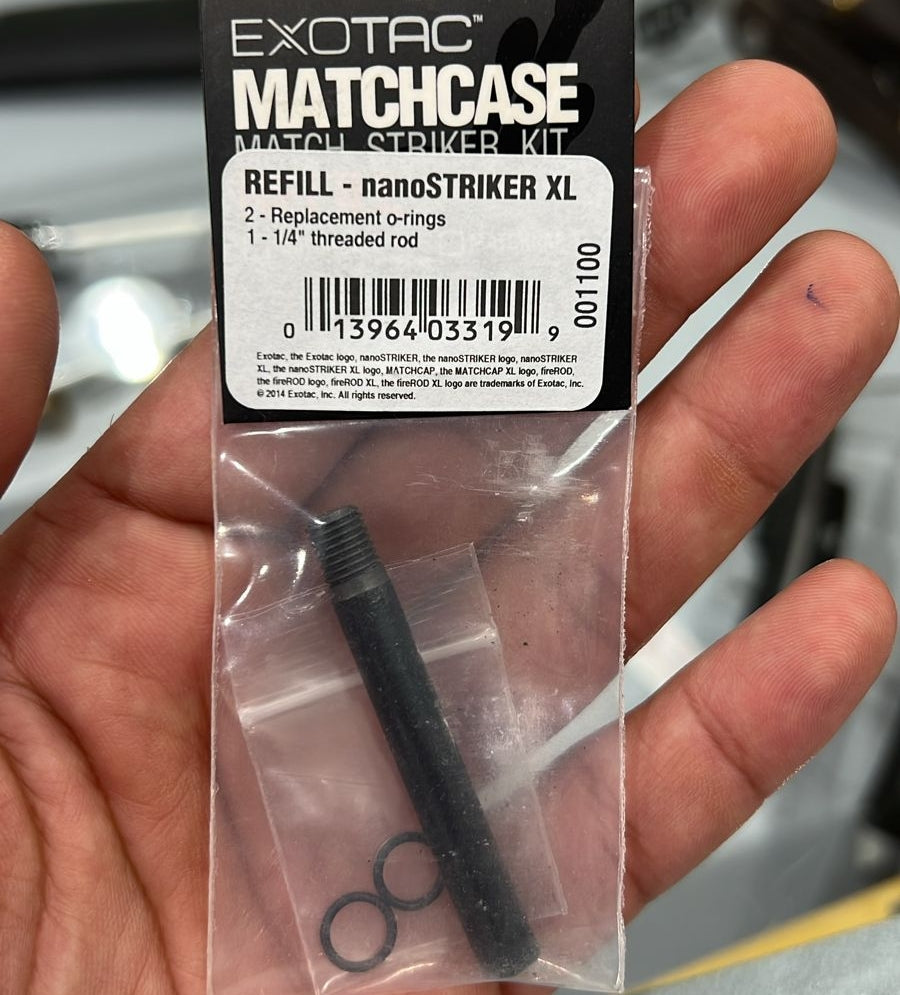 EXOTAC™
MATCHCASE
MATCH STRIKER KIT
REFILL - nanoSTRIKER XL
2 - Replacement o-rings
1 - 1/4" threaded rod
001100
0 13964 03319 9
Exotac, the Exotac logo, nanoSTRIKER, the nanoSTRIKER logo, nanoSTRIKER
XL, the nanoSTRIKER XL logo, MATCHCAP, the MATCHCAP XL logo, fireROD,
the fireROD logo, fireROD XL, the fireROD XL logo are trademarks of Exotac, Inc.
© 2014 Exotac, Inc. All rights reserved.